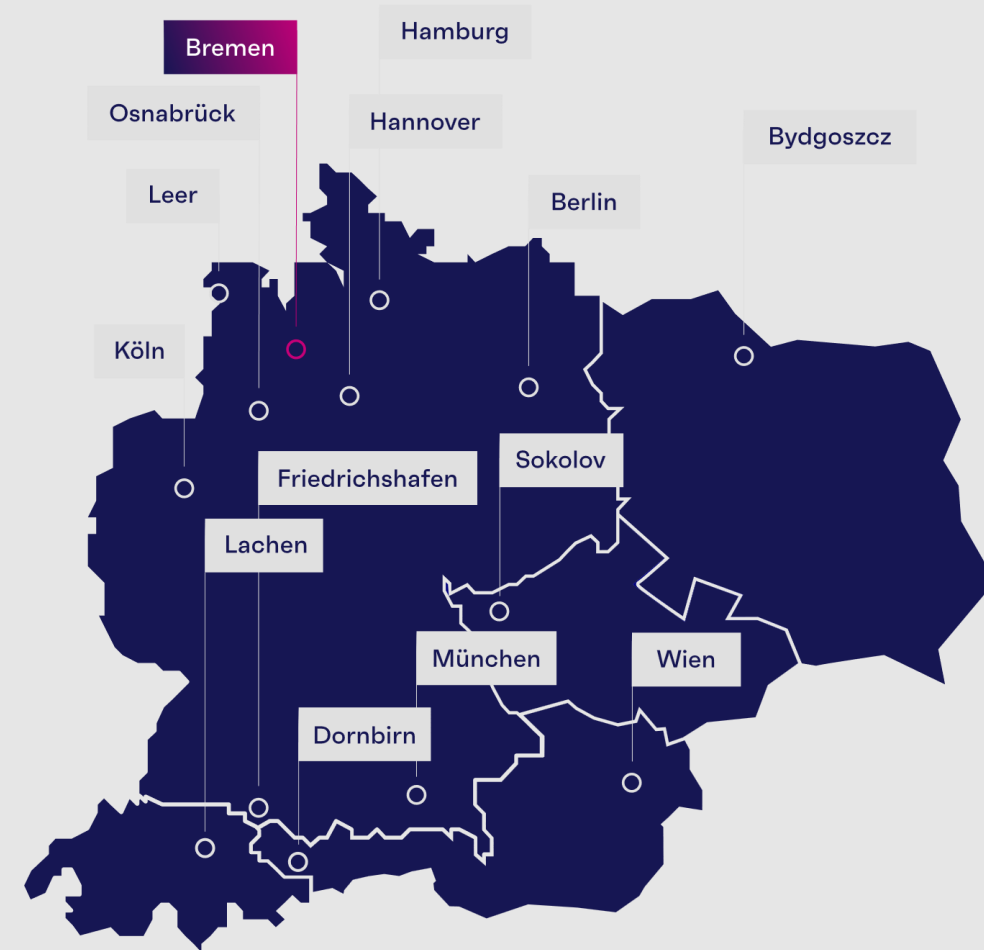 Hamburg
Bremen
Osnabrück
Hannover
Bydgoszcz
Leer
Berlin
Köln
Sokolov
Friedrichshafen
Lachen
München
Wien
Dornbirn